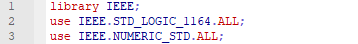 1 library IEEE;
2 use IEEE.STD_LOGIC_1164.ALL;
3 use IEEE.NUMERIC_STD.ALL;